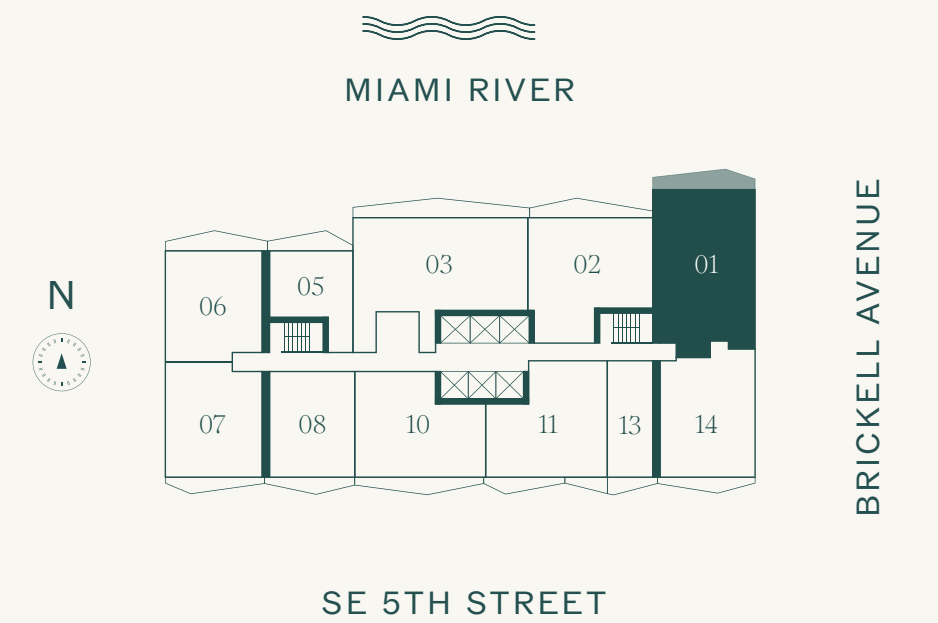 MIAMI RIVER
01
03
02
05
06
N
BRICKELL AVENUE
07
08
10
11
13
14
SE 5TH STREET